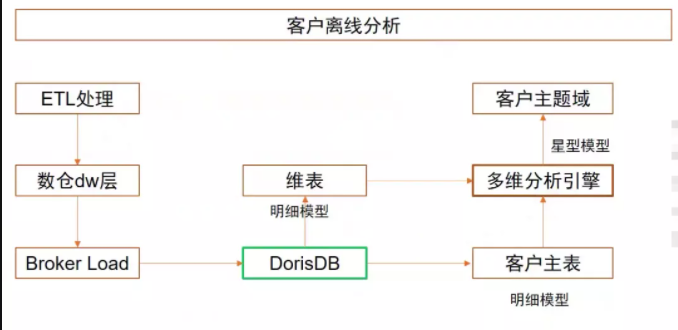 客户离线分析
ETL处理
客户主题域
星型模型
数仓dw层
维表
多维分析引擎
明细模型
Broker Load
DorisDB
客户主表
明细模型